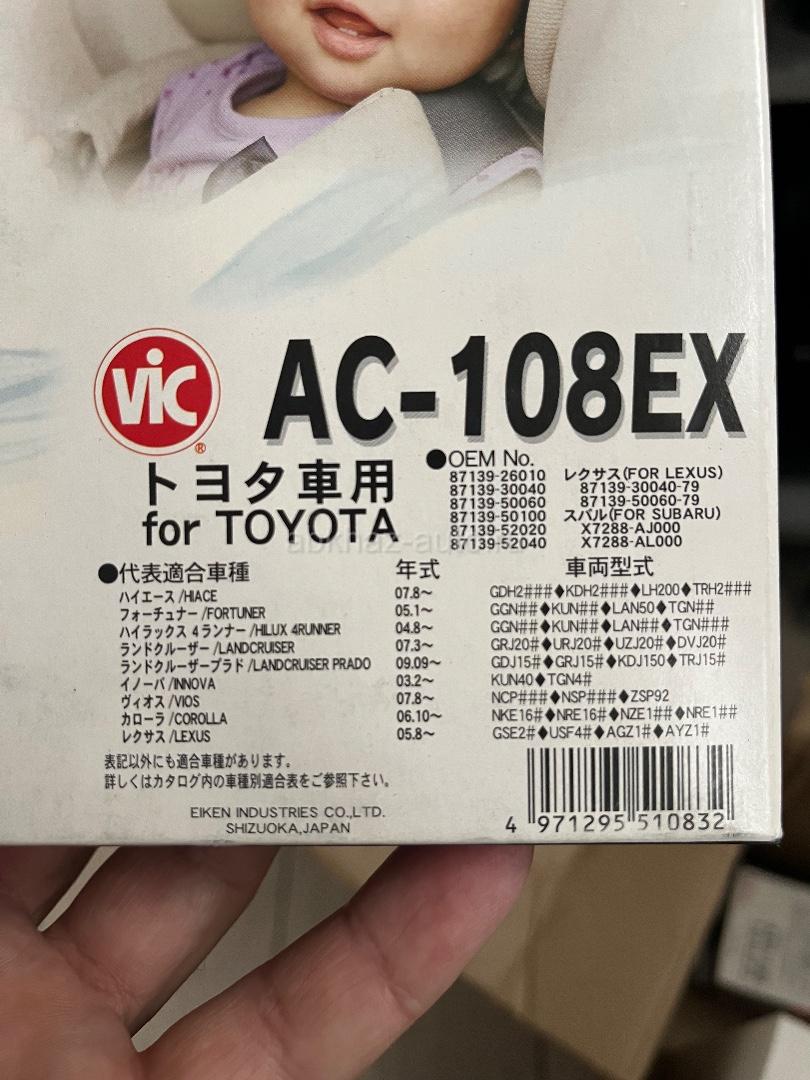 ViC
®
AC-108EX
トヨタ車用
for TOYOTA
●OEM No.
87139-26010
87139-30040
87139-50060
87139-50100
87139-52020
87139-52040
レクサス(FOR LEXUS)
87139-30040-79
87139-50060-79
スバル(FOR SUBARU)
X7288-AJ000
X7288-AL000
●代表適合車種 年式 車両型式
ハイエース/HIACE 07.8~ GDH2###♦KDH2###♦LH200♦TRH2###
フォーチュナー/FORTUNER 05.1~ GGN##♦KUN##♦LAN50♦TGN##
ハイラックス 4ランナー/HILUX 4RUNNER 04.8~ GGN##♦KUN##♦LAN##♦TGN###
ランドクルーザー/LANDCRUISER 07.3~ GRJ20#♦URJ20#♦UZJ20#♦DVJ20#
ランドクルーザープラド/LANDCRUISER PRADO 09.09~ GDJ15#♦GRJ15#♦KDJ150♦TRJ15#
イノーバ/INNOVA 03.2~ KUN40♦TGN4#
ヴィオス/VIOS 07.8~ NCP###♦NSP###♦ZSP92
カローラ/COROLLA 06.10~ NKE16#♦NRE16#♦NZE1##♦NRE1##
レクサス/LEXUS 05.8~ GSE2#♦USF4#♦AGZ1#♦AYZ1#
表記以外にも適合車種があります。
詳しくはカタログ内の車種別適合表をご参照下さい。
EIKEN INDUSTRIES CO.,LTD.
SHIZUOKA,JAPAN
4 971295 510832